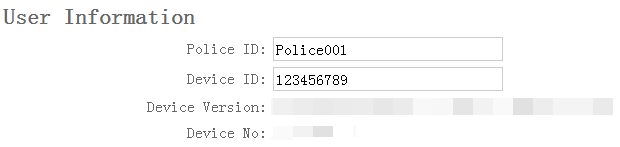 User Information
Police ID: Police001
Device ID: 123456789
Device Version:
Device No: